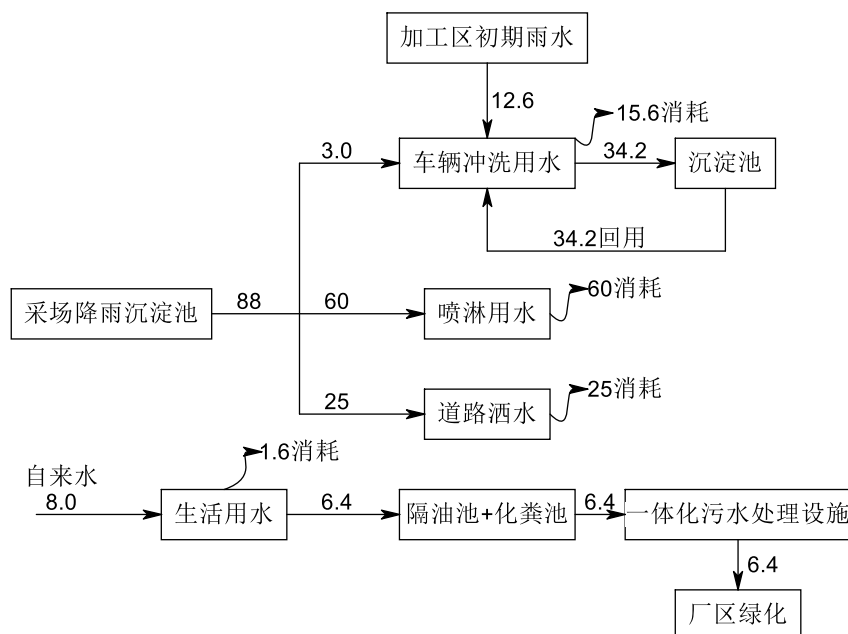 加工区初期雨水
12.6
15.6消耗
3.0
车辆冲洗用水
34.2
沉淀池
34.2回用
采场降雨沉淀池
88
60
喷淋用水
60消耗
25
道路洒水
25消耗
自来水
8.0
生活用水
1.6消耗
6.4
隔油池+化粪池
6.4
一体化污水处理设施
6.4
厂区绿化